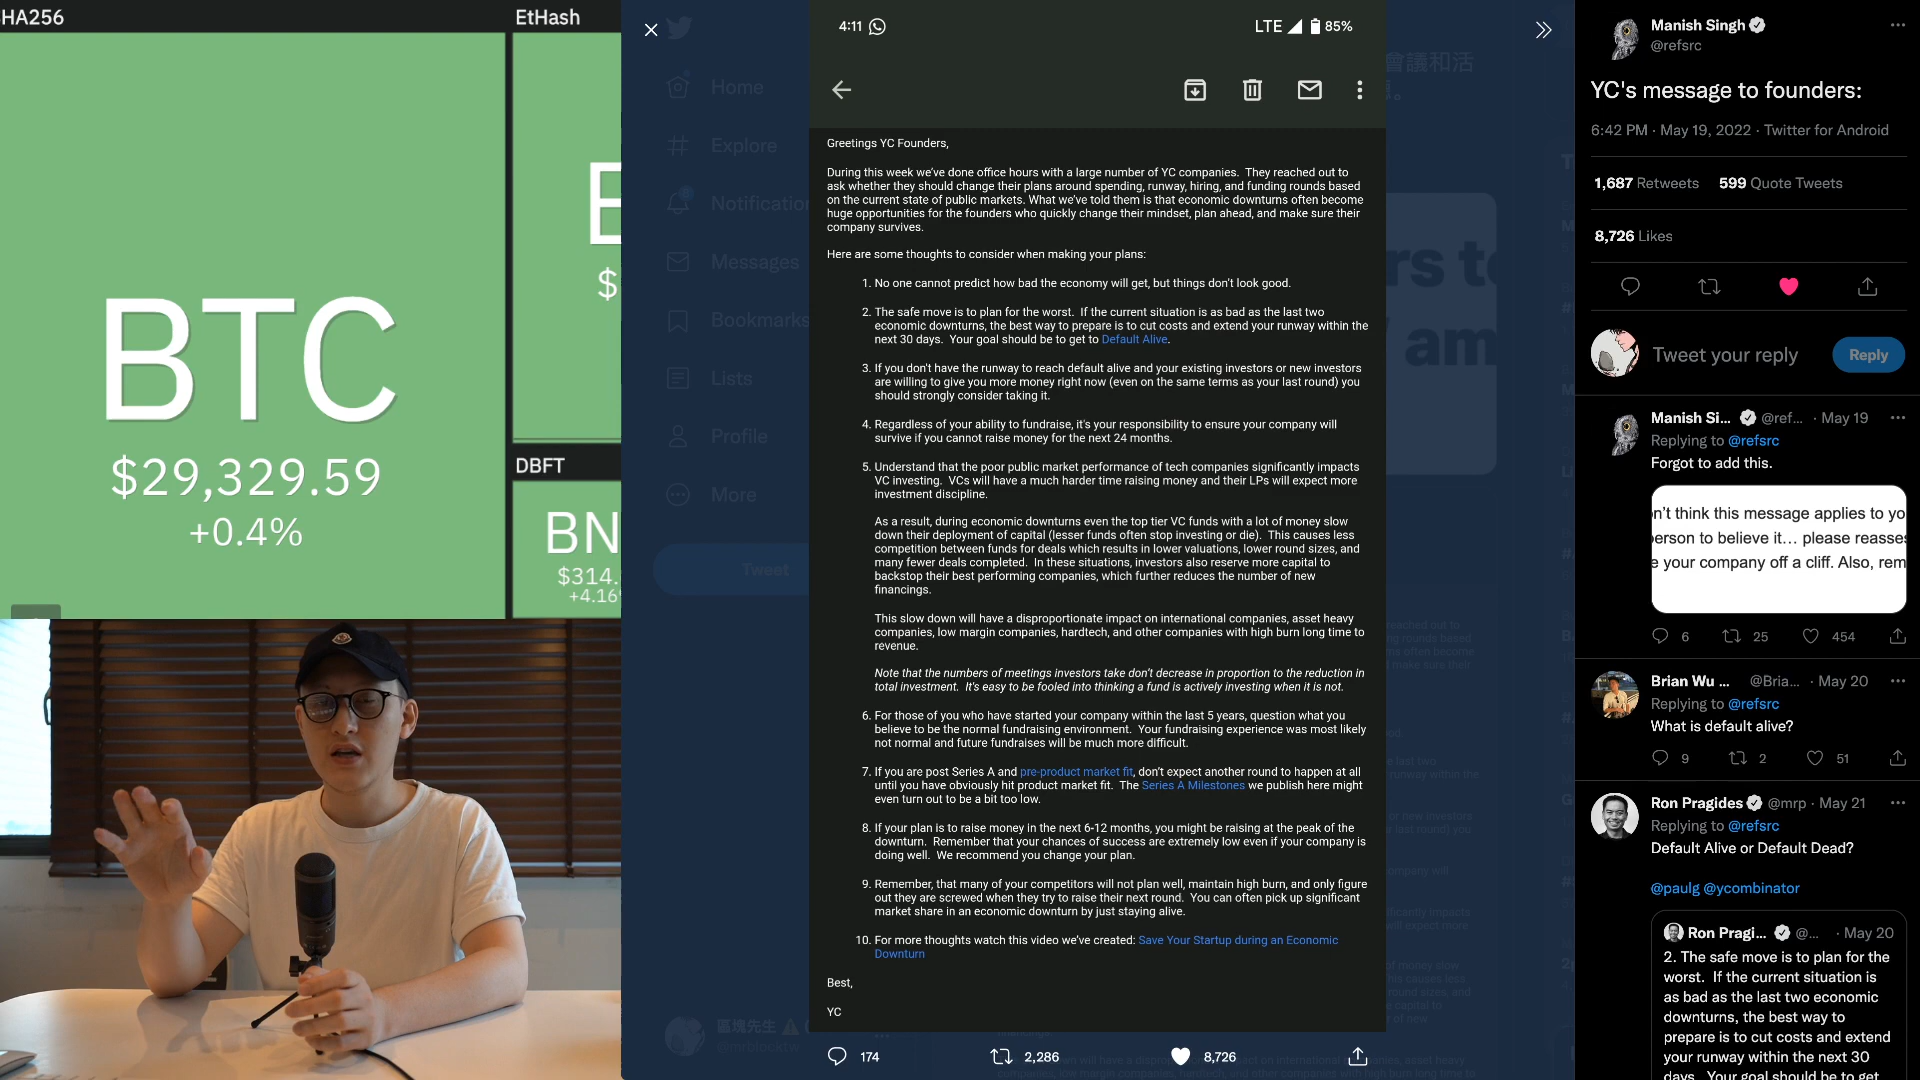 HA256
EtHash
BTC
$29,329.59
+0.4%
$
DBFT
BN
$314.
+4.16
Home
Explore
Notification
Messages
Bookmarks
Lists
Profile
More
Tweet
區塊先生
會議和活
4:11
LTE
85%
Greetings YC Founders,
During this week we've done office hours with a large number of YC companies. They reached out to
ask whether they should change their plans around spending, runway, hiring, and funding rounds based
on the current state of public markets. What we've told them is that economic downturns often become
huge opportunities for the founders who quickly change their mindset, plan ahead, and make sure their
company survives.
Here are some thoughts to consider when making your plans:
1. No one cannot predict how bad the economy will get, but things don't look good.
2. The safe move is to plan for the worst. If the current situation is as bad as the last two
economic downturns, the best way to prepare is to cut costs and extend your runway within the
next 30 days. Your goal should be to get to Default Alive.
3. If you don't have the runway to reach default alive and your existing investors or new investors
are willing to give you more money right now (even on the same terms as your last round) you
should strongly consider taking it.
4. Regardless of your ability to fundraise, it's your responsibility to ensure your company will
survive if you cannot raise money for the next 24 months.
5. Understand that the poor public market performance of tech companies significantly impacts
VC investing. VCs will have a much harder time raising money and their LPs will expect more
investment discipline.
As a result, during economic downturns even the top tier VC funds with a lot of money slow
down their deployment of capital (lesser funds often stop investing or die). This causes less
competition between funds for deals which results in lower valuations, lower round sizes, and
many fewer deals completed. In these situations, investors also reserve more capital to
backstop their best performing companies, which further reduces the number of new
financings.
This slow down will have a disproportionate impact on international companies, asset heavy
companies, low margin companies, hardtech, and other companies with high burn long time to
revenue.
Note that the numbers of meetings investors take don't decrease in proportion to the reduction in
total investment. It's easy to be fooled into thinking a fund is actively investing when it is not.
6. For those of you who have started your company within the last 5 years, question what you
believe to be the normal fundraising environment. Your fundraising experience was most likely
not normal and future fundraises will be much more difficult.
7. If you are post Series A and pre-product market fit, don't expect another round to happen at all
until you have obviously hit product market fit. The Series A Milestones we publish here might
even turn out to be a bit too low.
8. If your plan is to raise money in the next 6-12 months, you might be raising at the peak of the
downturn. Remember that your chances of success are extremely low even if your company is
doing well. We recommend you change your plan.
9. Remember, that many of your competitors will not plan well, maintain high burn, and only figure
out they are screwed when they try to raise their next round. You can often pick up significant
market share in an economic downturn by just staying alive.
10. For more thoughts watch this video we've created: Save Your Startup during an Economic
Downturn
Best,
YC
174
2,286
8,726
Manish Singh
@refsrc
YC's message to founders:
6:42 PM · May 19, 2022 · Twitter for Android
1,687 Retweets 599 Quote Tweets
8,726 Likes
Tweet your reply
Reply
Manish Si... @ref... · May 19
Replying to @refsrc
Forgot to add this.
n't think this message applies to yo
erson to believe it... please reasses
e your company off a cliff. Also, rem
6 25 454
Brian Wu ... @Bria... · May 20
Replying to @refsrc
What is default alive?
9 2 51
Ron Pragides @mrp · May 21
Replying to @refsrc
Default Alive or Default Dead?
@paulg @ycombinator
Ron Pragi... @... · May 20
2. The safe move is to plan for the
worst. If the current situation is
as bad as the last two economic
downturns, the best way to
prepare is to cut costs and extend
your runway within the next 30
days. Your goal should be to get